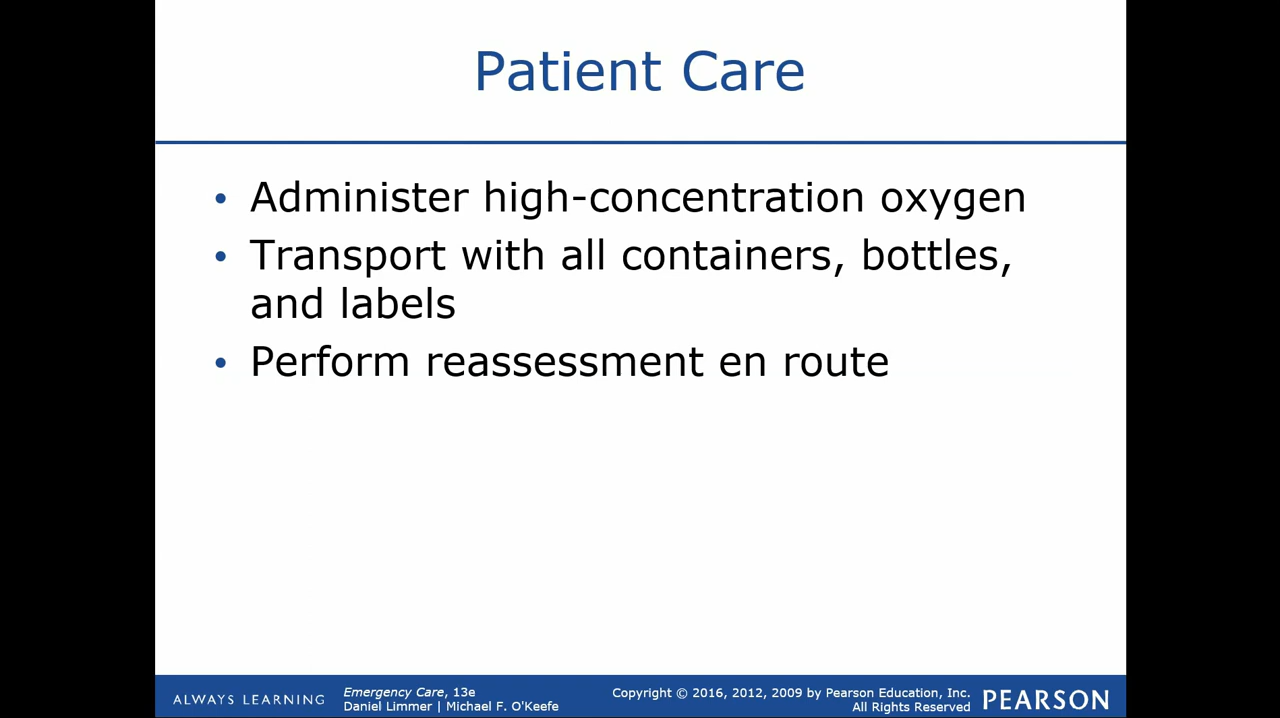 Patient Care
• Administer high-concentration oxygen
• Transport with all containers, bottles,
and labels
• Perform reassessment en route
ALWAYS LEARNING
Emergency Care, 13e
Daniel Limmer | Michael F. O'Keefe
Copyright © 2016, 2012, 2009 by Pearson Education, Inc.
All Rights Reserved
PEARSON